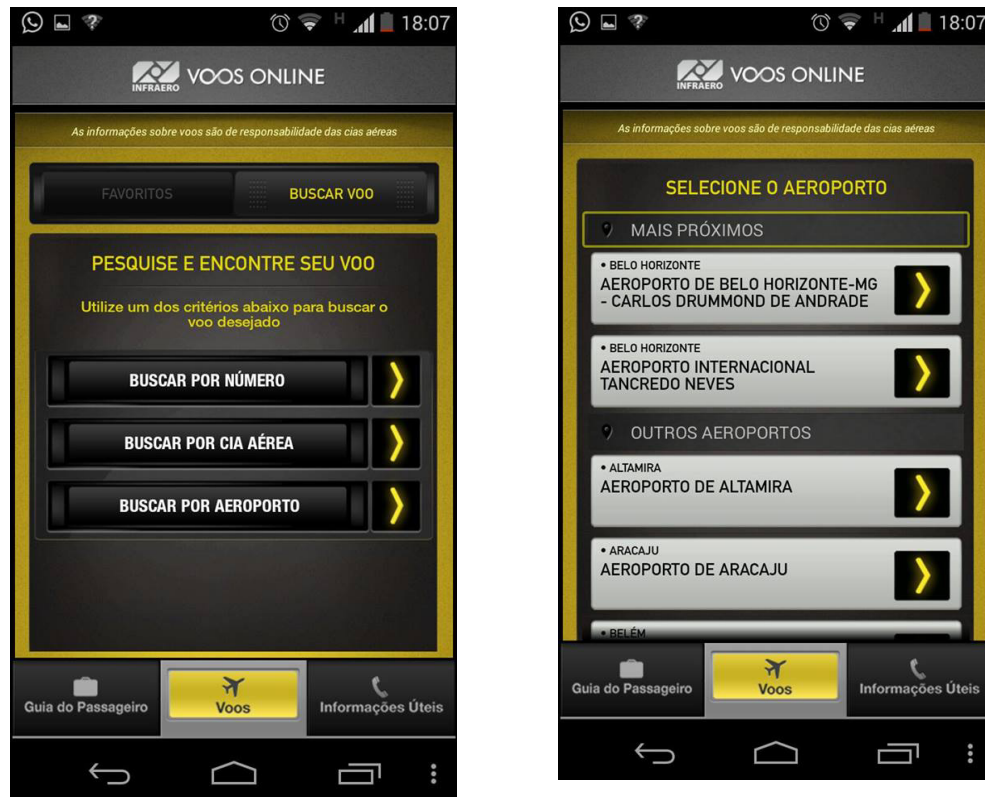 H 18:07
INFRAERO VOOS ONLINE
As informações sobre voos são de responsabilidade das cias aéreas
FAVORITOS BUSCAR VOO
PESQUISE E ENCONTRE SEU VOO
Utilize um dos critérios abaixo para buscar o
voo desejado
BUSCAR POR NÚMERO
BUSCAR POR CIA AÉREA
BUSCAR POR AEROPORTO
Guia do Passageiro Voos Informações Úteis
H 18:07
INFRAERO VOOS ONLINE
As informações sobre voos são de responsabilidade das cias aéreas
SELECIONE O AEROPORTO
MAIS PRÓXIMOS
• BELO HORIZONTE
AEROPORTO DE BELO HORIZONTE-MG
- CARLOS DRUMMOND DE ANDRADE
• BELO HORIZONTE
AEROPORTO INTERNACIONAL
TANCREDO NEVES
OUTROS AEROPORTOS
• ALTAMIRA
AEROPORTO DE ALTAMIRA
• ARACAJU
AEROPORTO DE ARACAJU
• BELÉM
Guia do Passageiro Voos Informações Úteis